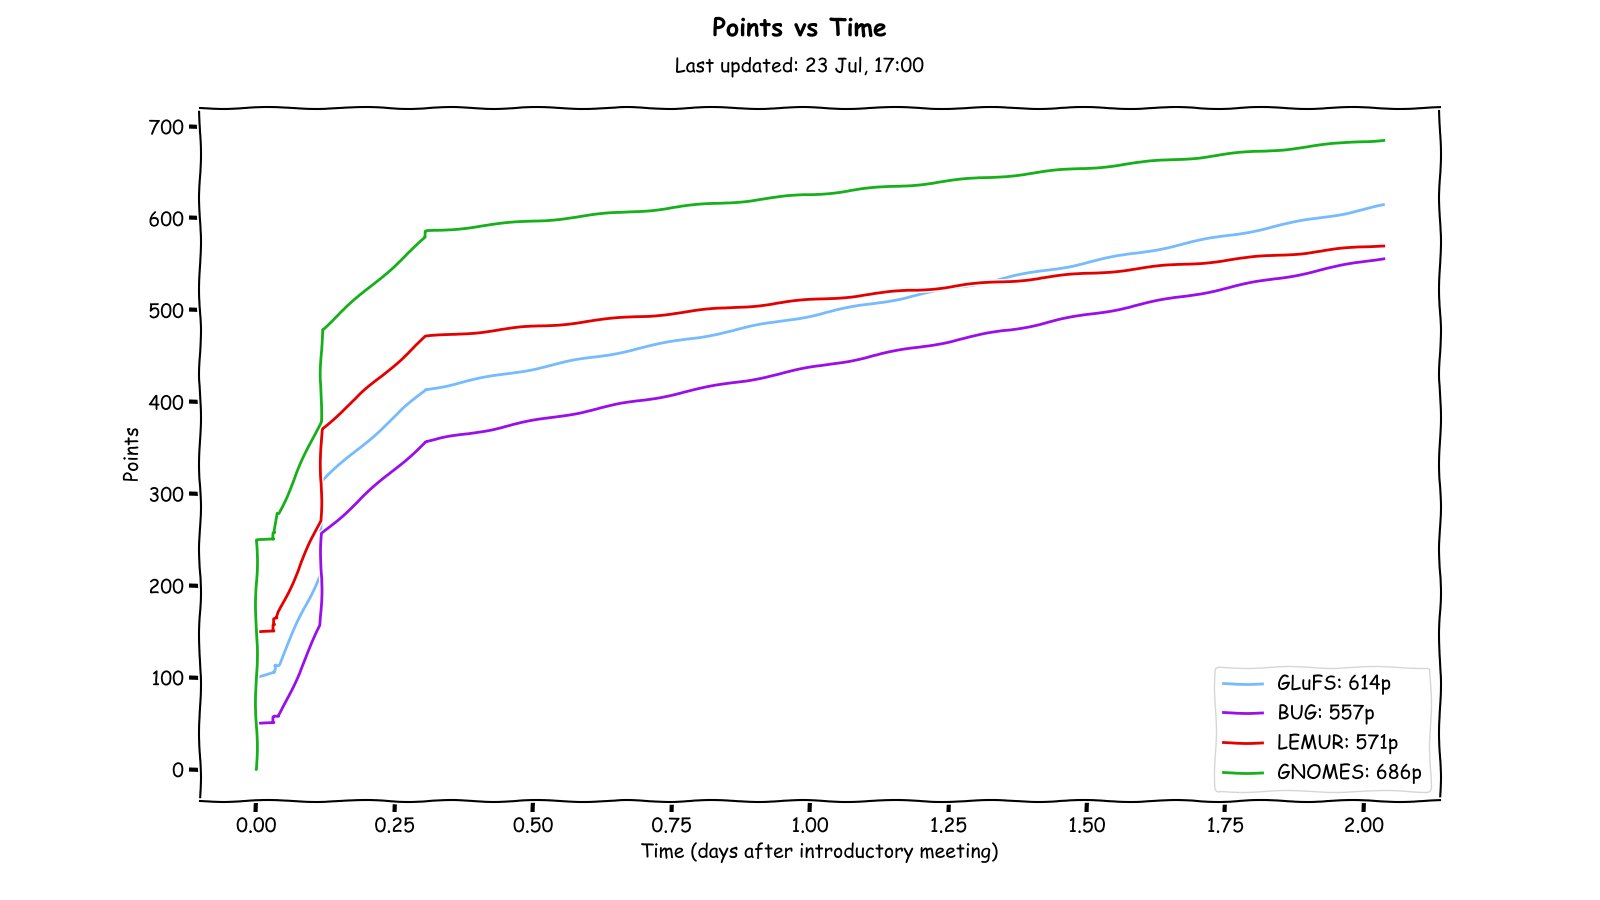 Points vs Time
Last updated: 23 Jul, 17:00
700
600
500
400
300
200
100
0
Points
0.00 0.25 0.50 0.75 1.00 1.25 1.50 1.75 2.00
Time (days after introductory meeting)
GLuFS: 614p
BUG: 557p
LEMUR: 571p
GNOMES: 686p